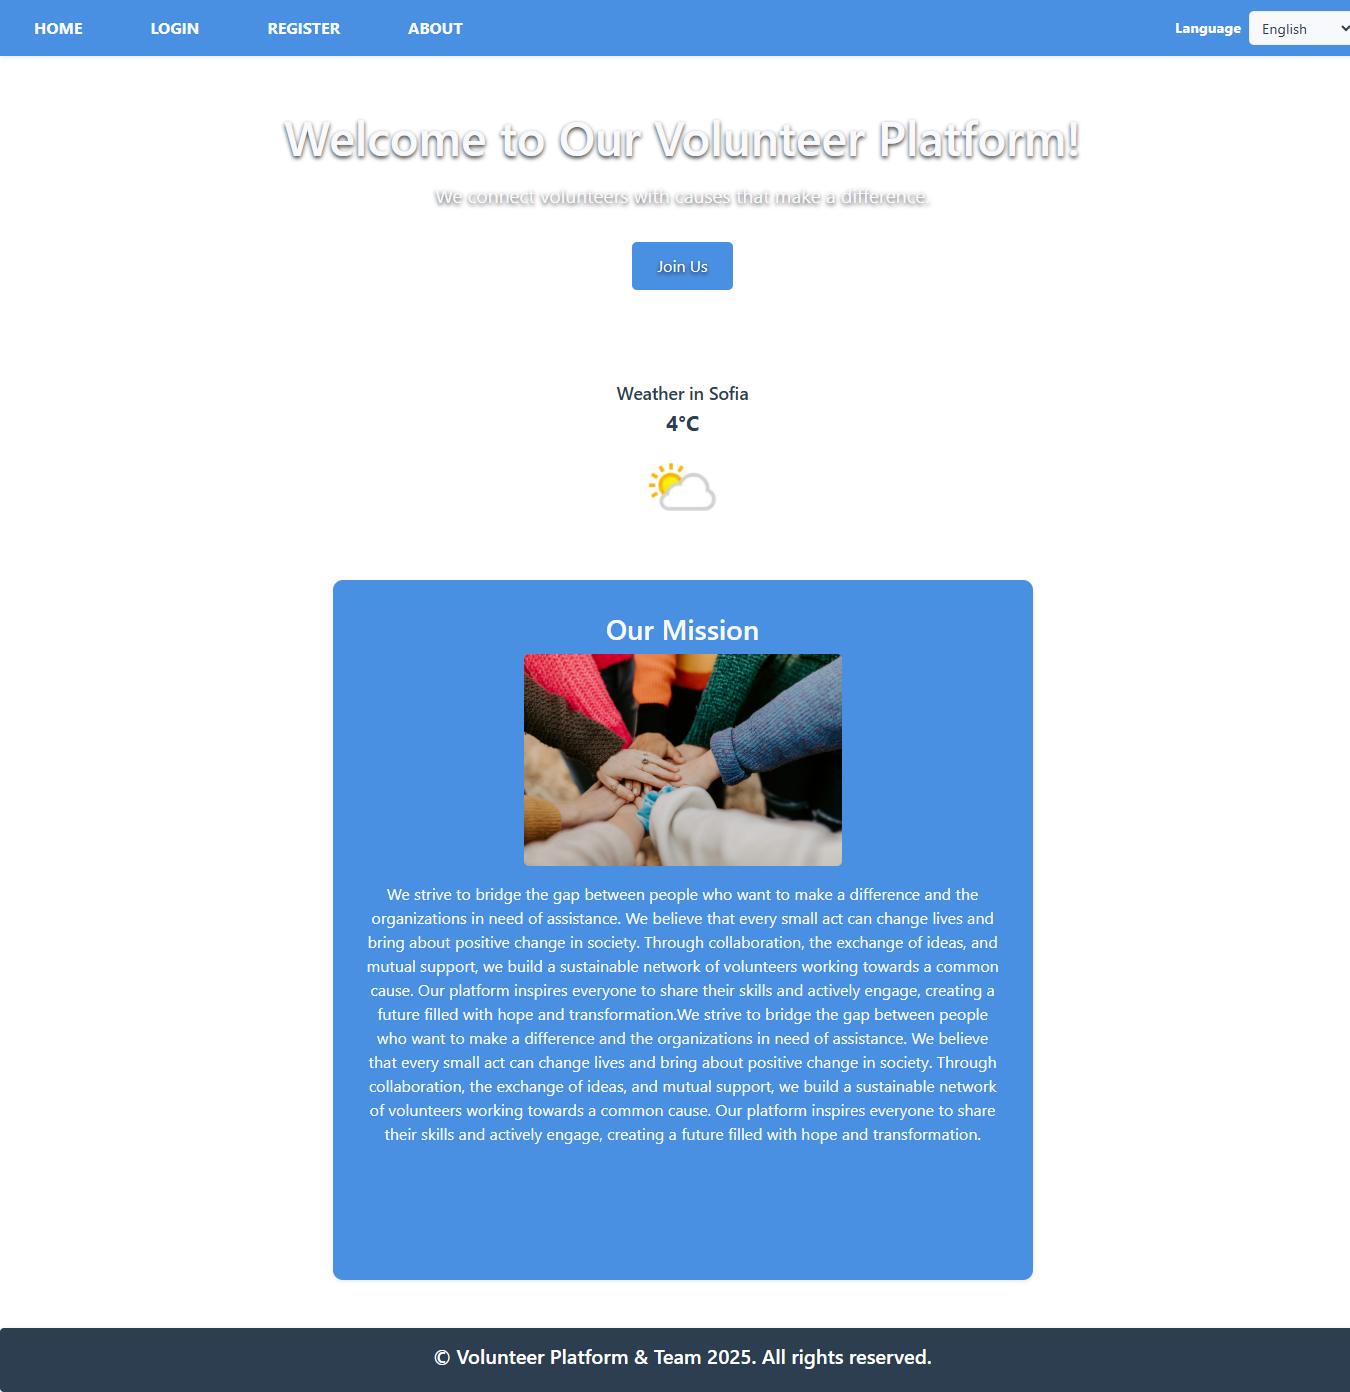 HOME LOGIN REGISTER ABOUT Language English
Welcome to Our Volunteer Platform!
We connect volunteers with causes that make a difference.
Join Us
Weather in Sofia
4°C
Our Mission
We strive to bridge the gap between people who want to make a difference and the
organizations in need of assistance. We believe that every small act can change lives and
bring about positive change in society. Through collaboration, the exchange of ideas, and
mutual support, we build a sustainable network of volunteers working towards a common
cause. Our platform inspires everyone to share their skills and actively engage, creating a
future filled with hope and transformation.We strive to bridge the gap between people
who want to make a difference and the organizations in need of assistance. We believe
that every small act can change lives and bring about positive change in society. Through
collaboration, the exchange of ideas, and mutual support, we build a sustainable network
of volunteers working towards a common cause. Our platform inspires everyone to share
their skills and actively engage, creating a future filled with hope and transformation.
© Volunteer Platform & Team 2025. All rights reserved.